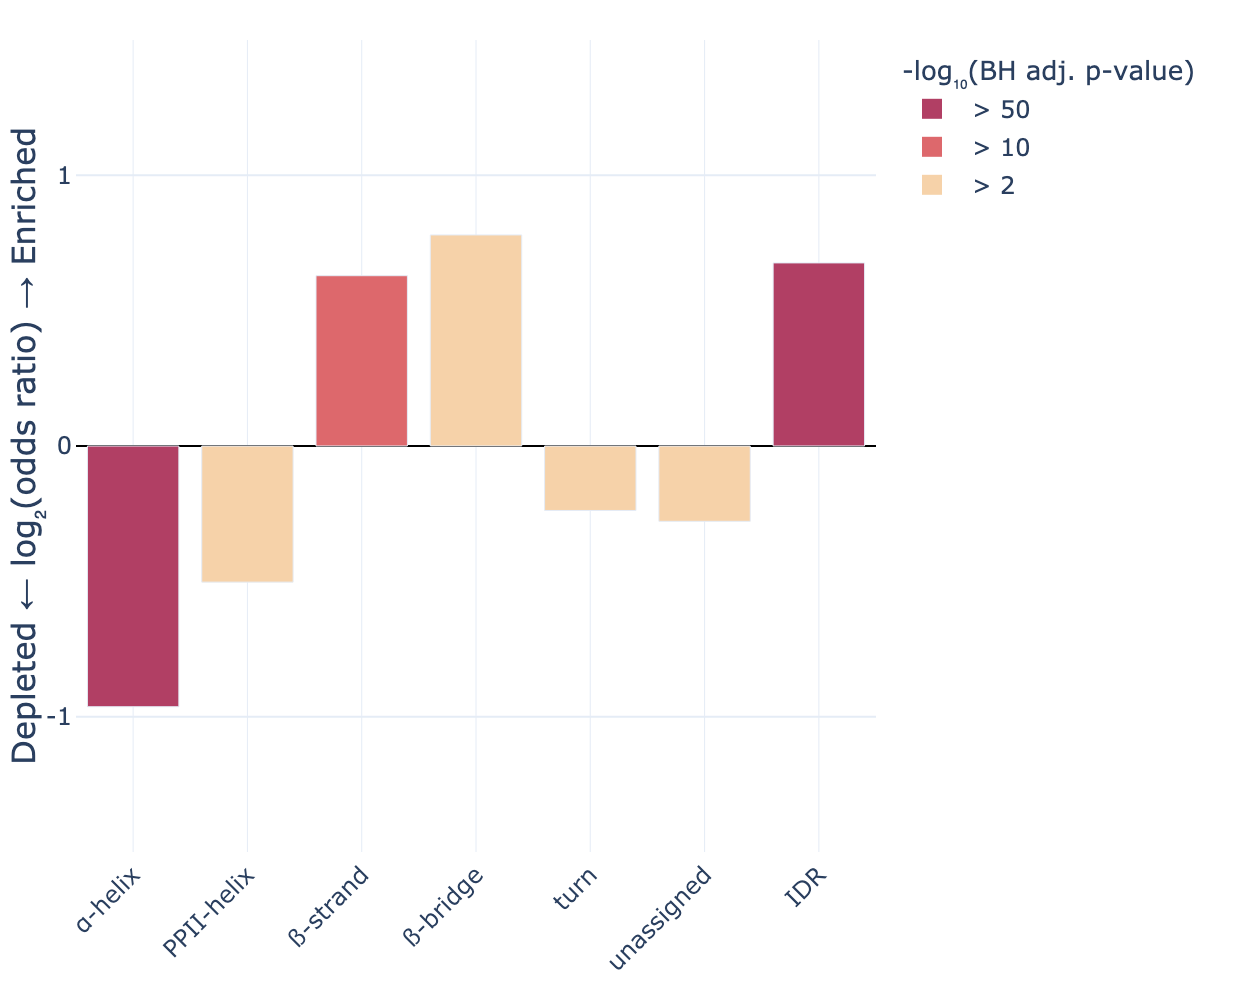 -log₁₀(BH adj. p-value)
> 50
> 10
> 2
Depleted ← log₂(odds ratio) → Enriched
1
0
-1
α-helix
PPII-helix
β-strand
β-bridge
turn
unassigned
IDR